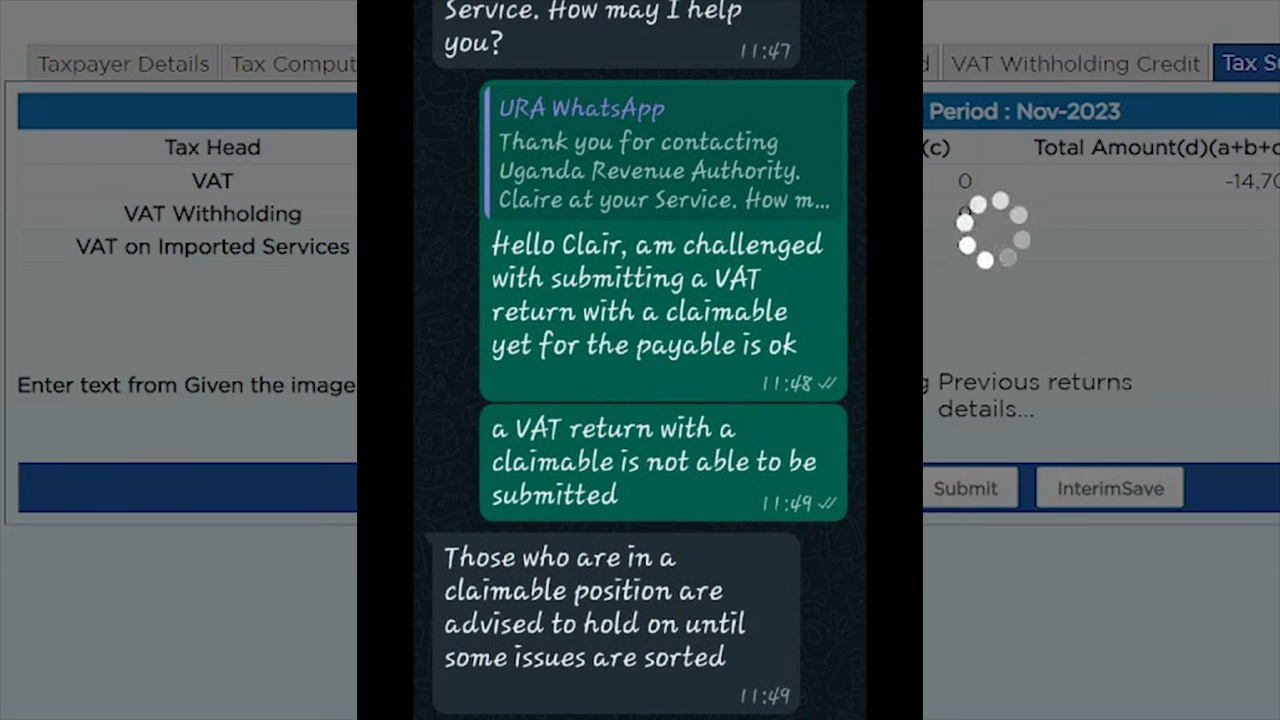 Service. How may I help
you?
11:47
URA WhatsApp
Thank you for contacting
Uganda Revenue Authority.
Claire at your Service. How m...
Hello Clair, am challenged
with submitting a VAT
return with a claimable
yet for the payable is ok
11:48
a VAT return with a
claimable is not able to be
submitted
11:49
Those who are in a
claimable position are
advised to hold on until
some issues are sorted
11:49
Taxpayer Details
Tax Comput
VAT Withholding Credit
Tax S
Period : Nov-2023
Tax Head
(c)
Total Amount(d)(a+b+c
VAT
0
-14,70
VAT Withholding
VAT on Imported Services
Enter text from Given the image
Previous returns
details...
Submit
InterimSave